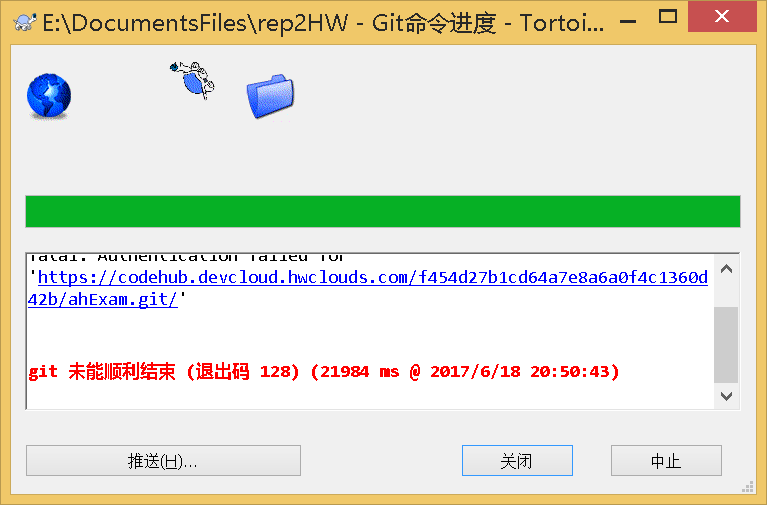 E:\DocumentsFiles\rep2HW - Git命令进度 - Tortoi...
fatal: Authentication failed for
'https://codehub.devcloud.hwclouds.com/f454d27b1cd64a7e8a6a0f4c1360d
42b/ahExam.git/'
git 未能顺利结束 (退出码 128) (21984 ms @ 2017/6/18 20:50:43)
推送(H)...
关闭
中止